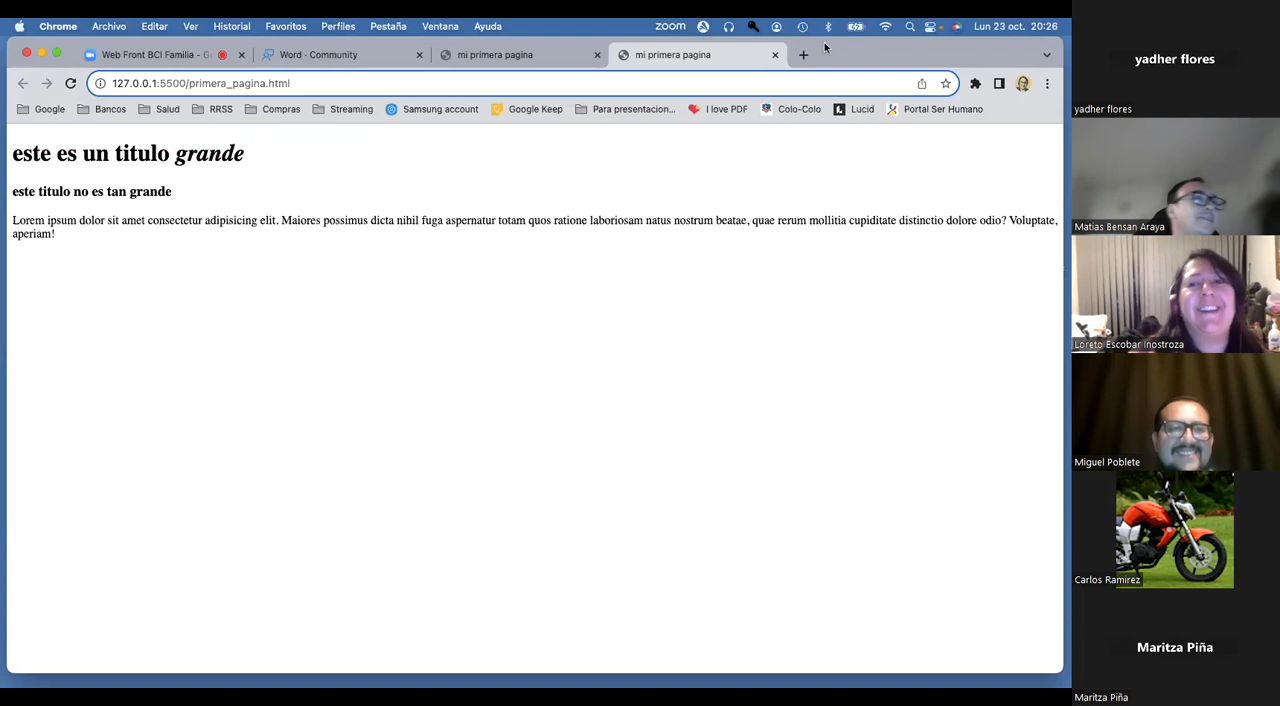 Chrome Archivo Editar Ver Historial Favoritos Perfiles Pestaña Ventana Ayuda zoom Lun 23 oct. 20:26
Web Front BCI Familia - G Word - Community mi primera pagina mi primera pagina
127.0.0.1:5500/primera_pagina.html
Google Bancos Salud RRSS Compras Streaming Samsung account Google Keep Para presentacion... I love PDF Colo-Colo Lucid Portal Ser Humano
este es un titulo grande
este titulo no es tan grande
Lorem ipsum dolor sit amet consectetur adipisicing elit. Maiores possimus dicta nihil fuga aspernatur totam quos ratione laboriosam natus nostrum beatae, quae rerum mollitia cupiditate distinctio dolore odio? Voluptate,
aperiam!
yadher flores
yadher flores
Matias Bensan Araya
Loreto Escobar Inostroza
Miguel Poblete
Carlos Ramirez
Maritza Piña
Maritza Piña